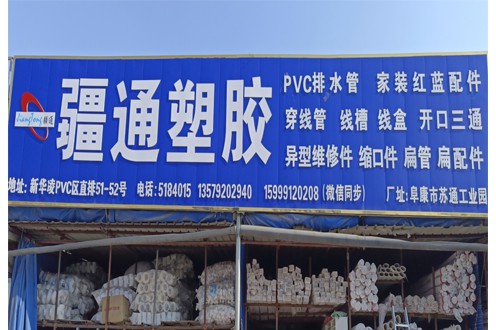 疆通塑胶
PVC排水管 家装红蓝配件
穿线管 线槽 线盒 开口三通
异型维修件 缩口件 扁管 扁配件
地址: 新华凌PVC区直排51-52号 电话: 5184015 13579202940 15999120208 (微信同步) 厂址: 阜康市苏通工业园